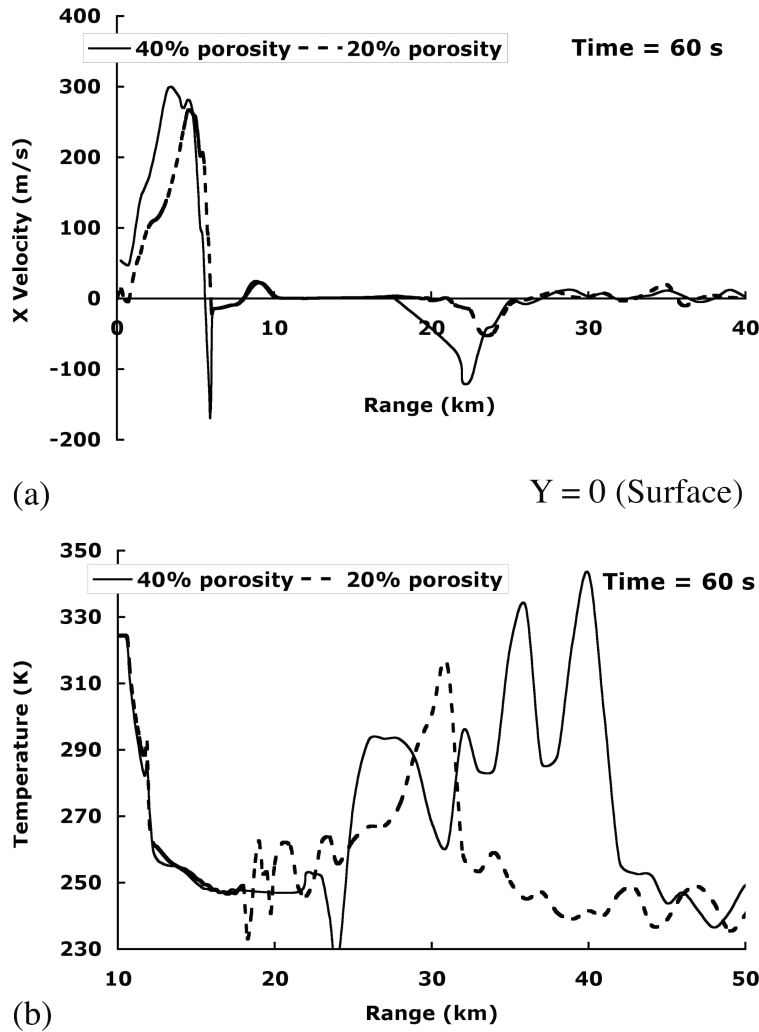 400
40% porosity 20% porosity Time = 60 s
300
200
100
0
0 10 20 30 40
-100
Range (km)
-200
X Velocity (m/s)
(a) Y = 0 (Surface)
350
40% porosity 20% porosity Time = 60 s
330
310
290
270
250
230
10 20 30 40 50
Temperature (K)
(b) Range (km)